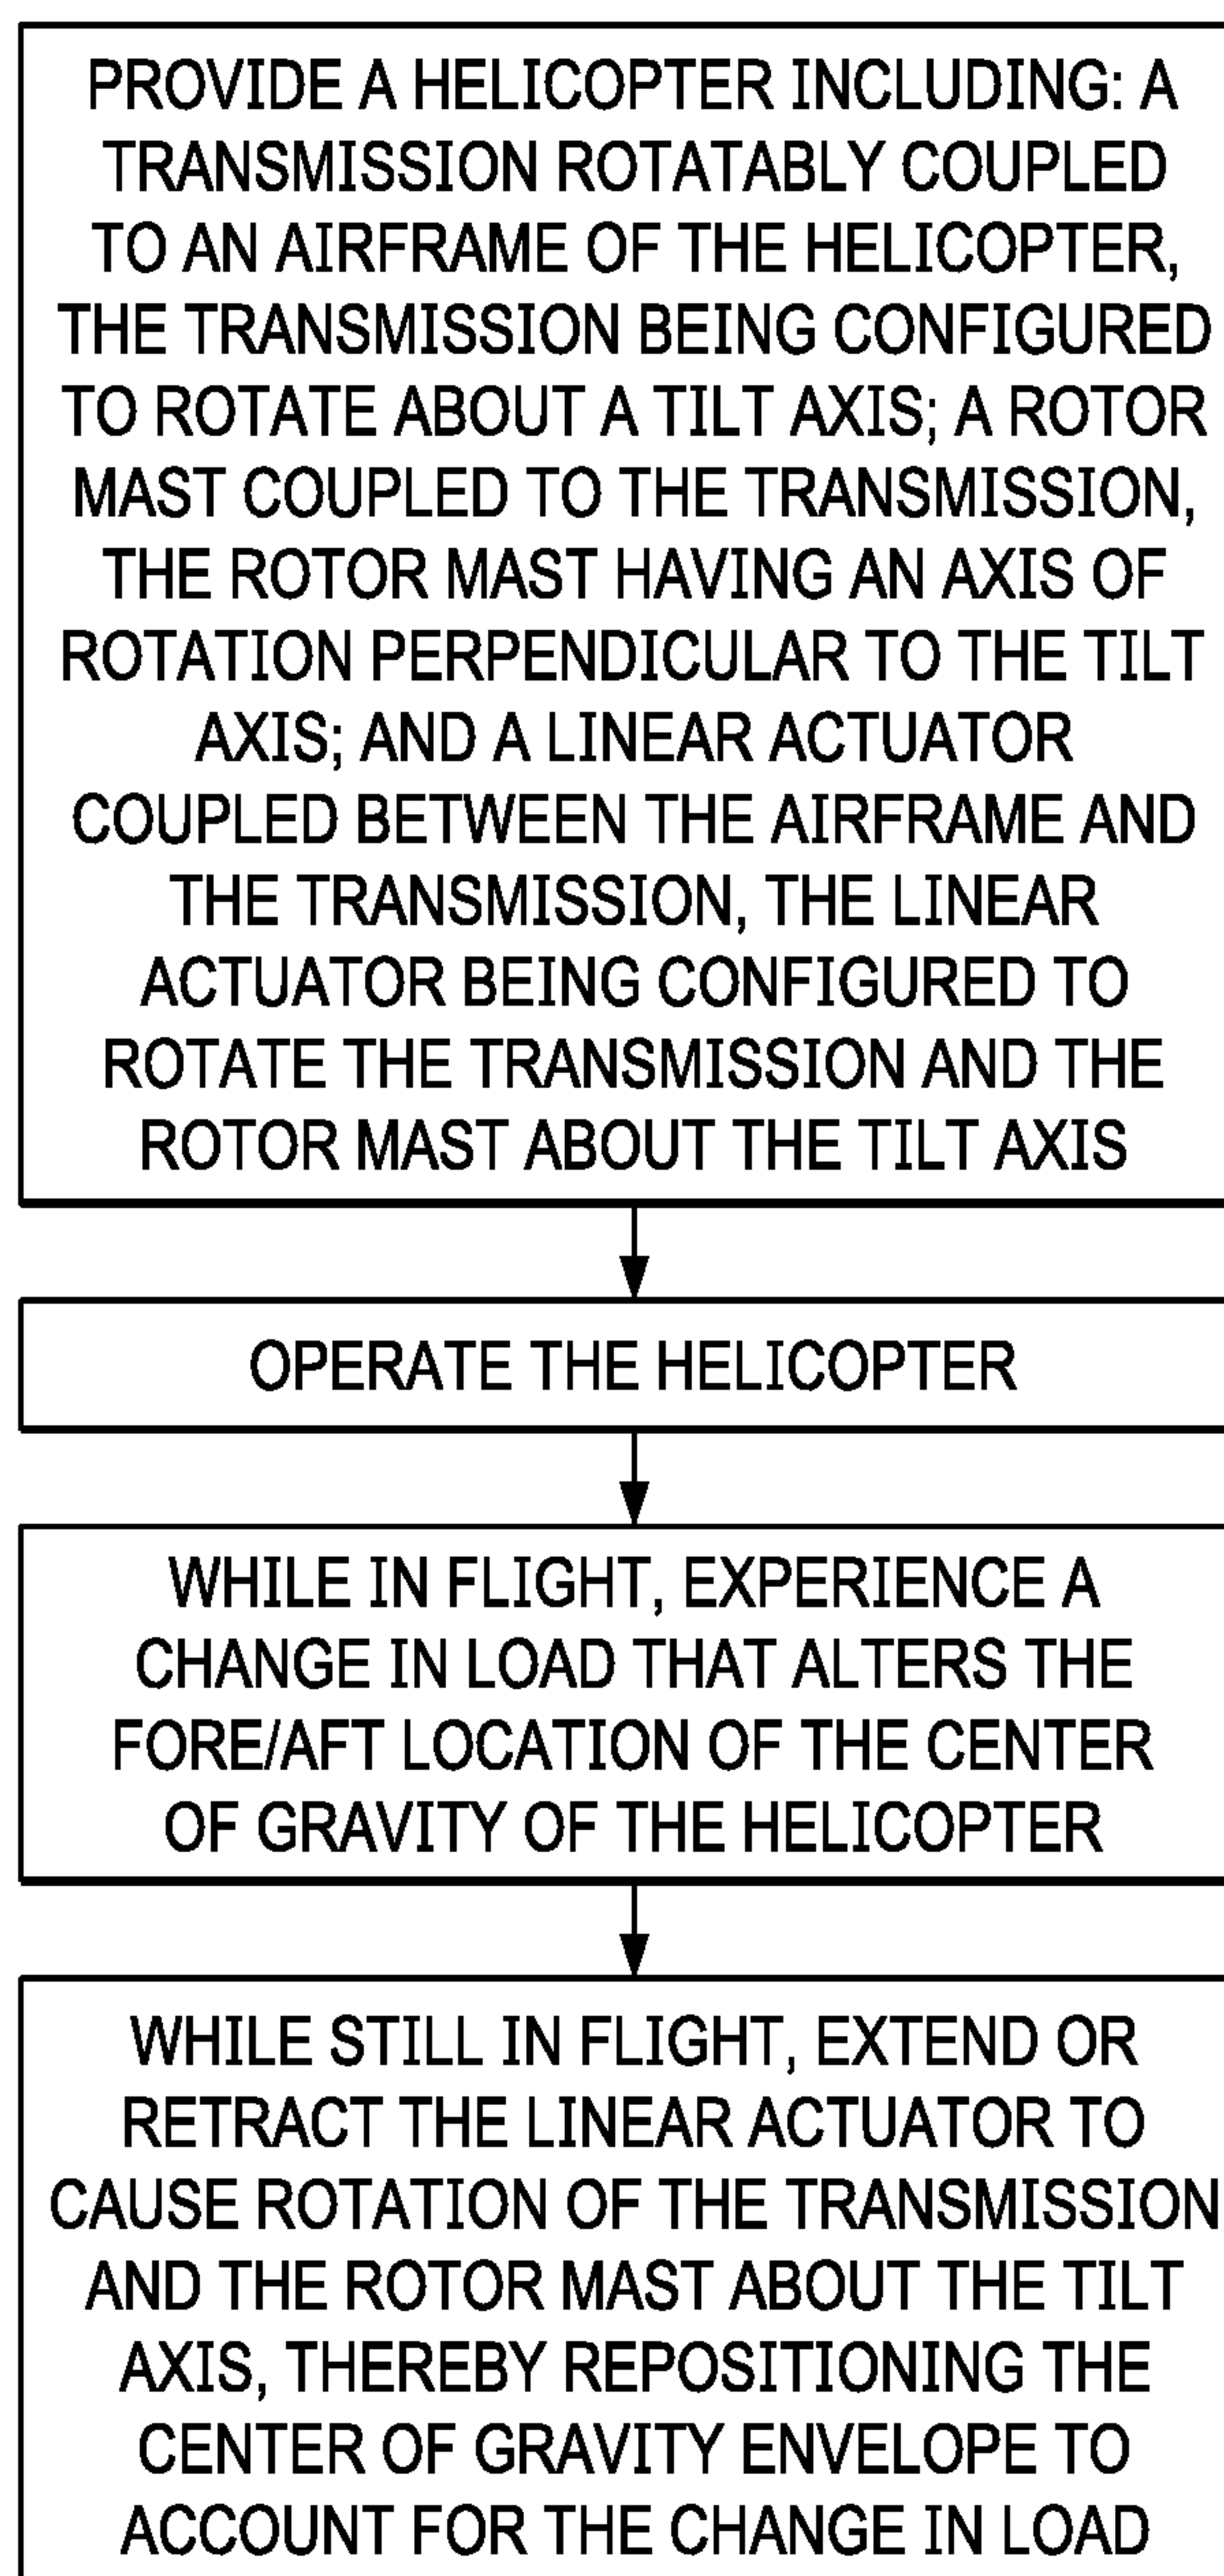 PROVIDE A HELICOPTER INCLUDING: A
TRANSMISSION ROTATABLY COUPLED
TO AN AIRFRAME OF THE HELICOPTER,
THE TRANSMISSION BEING CONFIGURED
TO ROTATE ABOUT A TILT AXIS; A ROTOR
MAST COUPLED TO THE TRANSMISSION,
THE ROTOR MAST HAVING AN AXIS OF
ROTATION PERPENDICULAR TO THE TILT
AXIS; AND A LINEAR ACTUATOR
COUPLED BETWEEN THE AIRFRAME AND
THE TRANSMISSION, THE LINEAR
ACTUATOR BEING CONFIGURED TO
ROTATE THE TRANSMISSION AND THE
ROTOR MAST ABOUT THE TILT AXIS
OPERATE THE HELICOPTER
WHILE IN FLIGHT, EXPERIENCE A
CHANGE IN LOAD THAT ALTERS THE
FORE/AFT LOCATION OF THE CENTER
OF GRAVITY OF THE HELICOPTER
WHILE STILL IN FLIGHT, EXTEND OR
RETRACT THE LINEAR ACTUATOR TO
CAUSE ROTATION OF THE TRANSMISSION
AND THE ROTOR MAST ABOUT THE TILT
AXIS, THEREBY REPOSITIONING THE
CENTER OF GRAVITY ENVELOPE TO
ACCOUNT FOR THE CHANGE IN LOAD